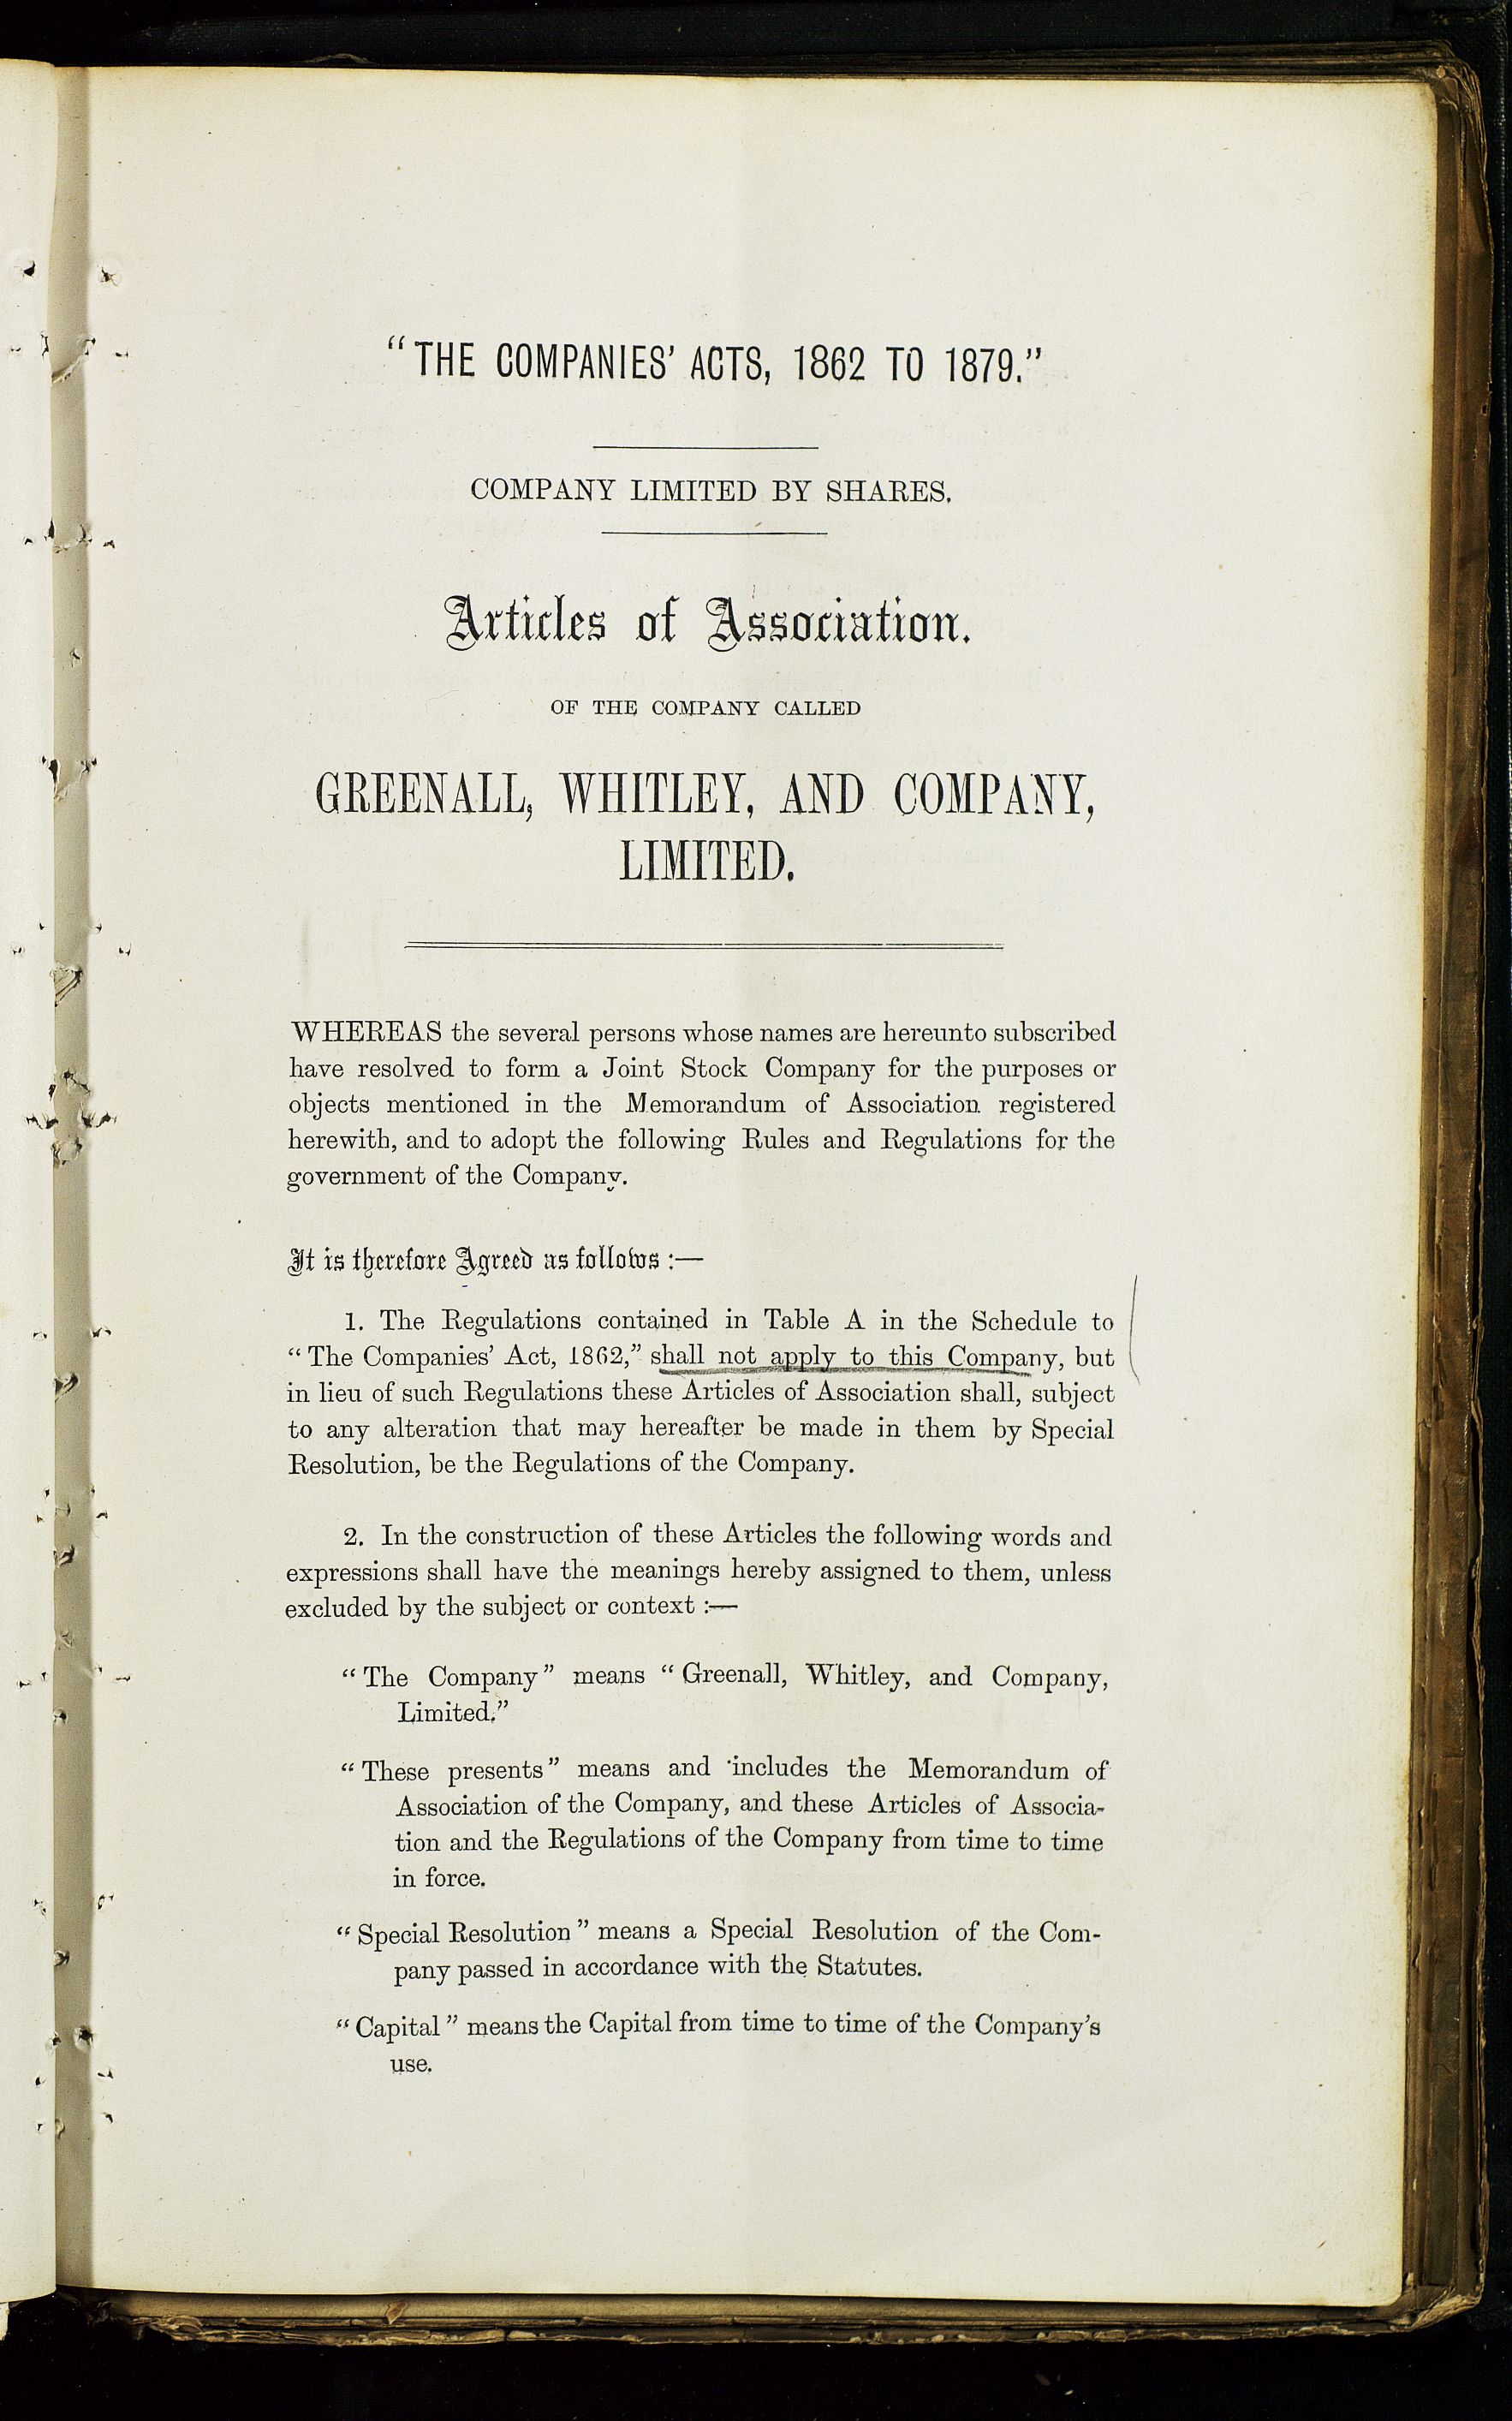 “THE COMPANIES’ ACTS, 1862 TO 1879.”
COMPANY LIMITED BY SHARES.
Articles of Association.
OF THE COMPANY CALLED
GREENALL, WHITLEY, AND COMPANY,
LIMITED.
WHEREAS the several persons whose names are hereunto subscribed
have resolved to form a Joint Stock Company for the purposes or
objects mentioned in the Memorandum of Association registered
herewith, and to adopt the following Rules and Regulations for the
government of the Company.
It is therefore Agreed as follows :—
1. The Regulations contained in Table A in the Schedule to
“The Companies’ Act, 1862,” shall not apply to this Company, but
in lieu of such Regulations these Articles of Association shall, subject
to any alteration that may hereafter be made in them by Special
Resolution, be the Regulations of the Company.
2. In the construction of these Articles the following words and
expressions shall have the meanings hereby assigned to them, unless
excluded by the subject or context :—
“The Company” means “Greenall, Whitley, and Company,
Limited.”
“These presents” means and includes the Memorandum of
Association of the Company, and these Articles of Associa-
tion and the Regulations of the Company from time to time
in force.
“Special Resolution” means a Special Resolution of the Com-
pany passed in accordance with the Statutes.
“Capital” means the Capital from time to time of the Company’s
use.